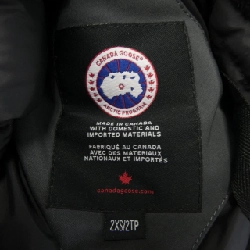 CANADA GOOSE
ARCTIC PROGRAM
MADE IN CANADA
WITH DOMESTIC AND
IMPORTED MATERIALS
FABRIQUÉ AU CANADA
AVEC DES MATÉRIAUX
NATIONAUX ET IMPORTÉS
canadagoose.com
2XS/2TP